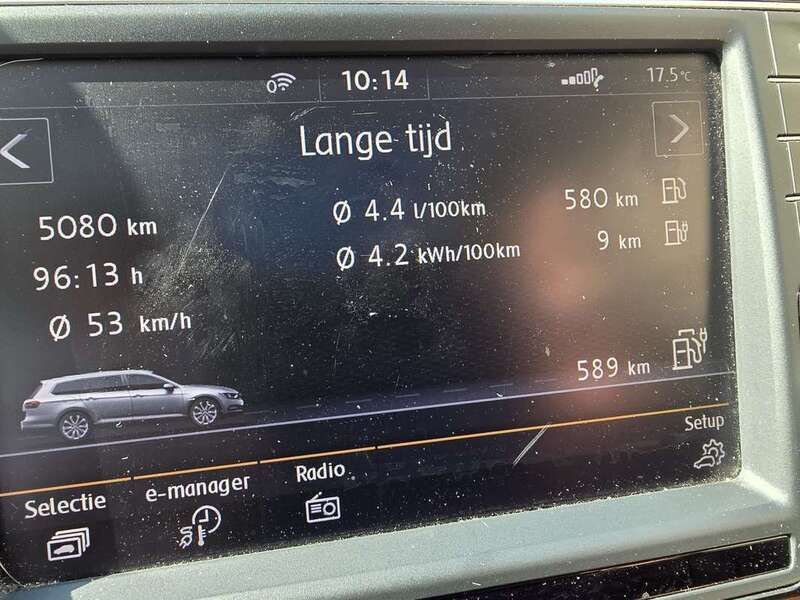 10:14
17.5°C
Lange tijd
5080 km
96:13 h
Ø 53 km/h
Ø 4.4 l/100km
Ø 4.2 kWh/100km
580 km
9 km
589 km
Setup
Selectie
e-manager
Radio